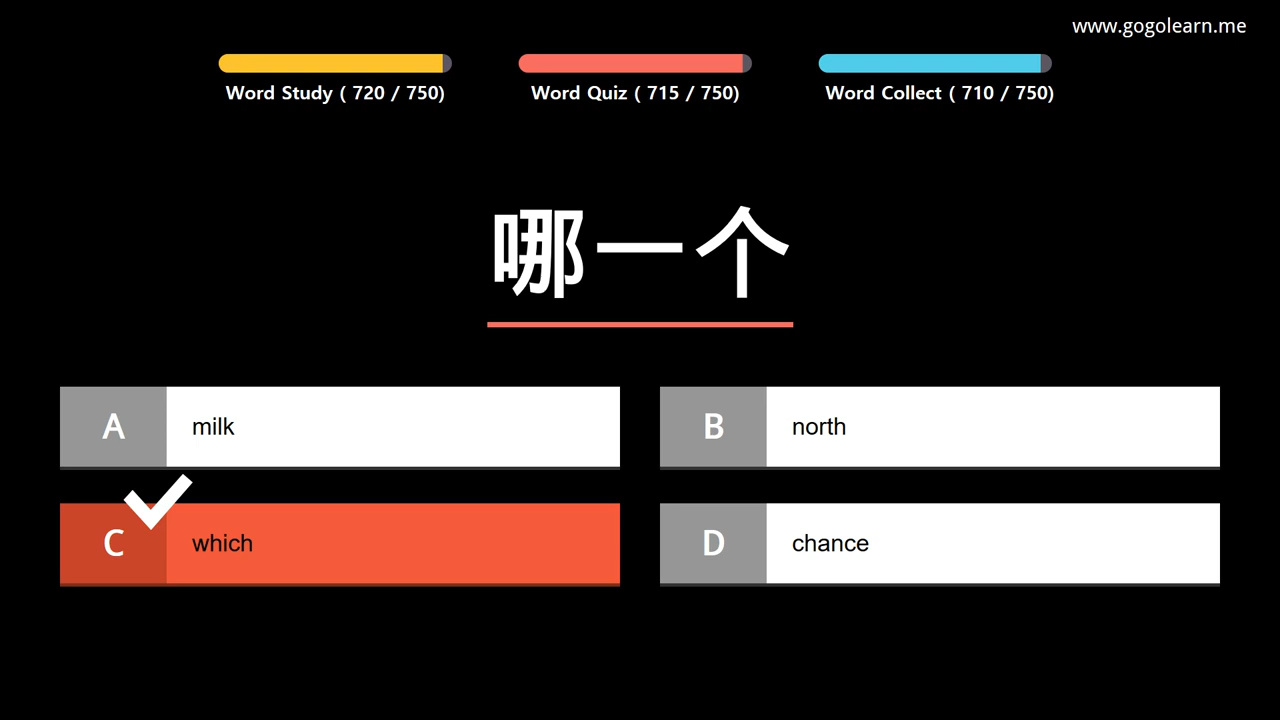 www.gogolearn.me
Word Study ( 720 / 750)
Word Quiz ( 715 / 750)
Word Collect ( 710 / 750)
哪一个
A milk
B north
C which
D chance